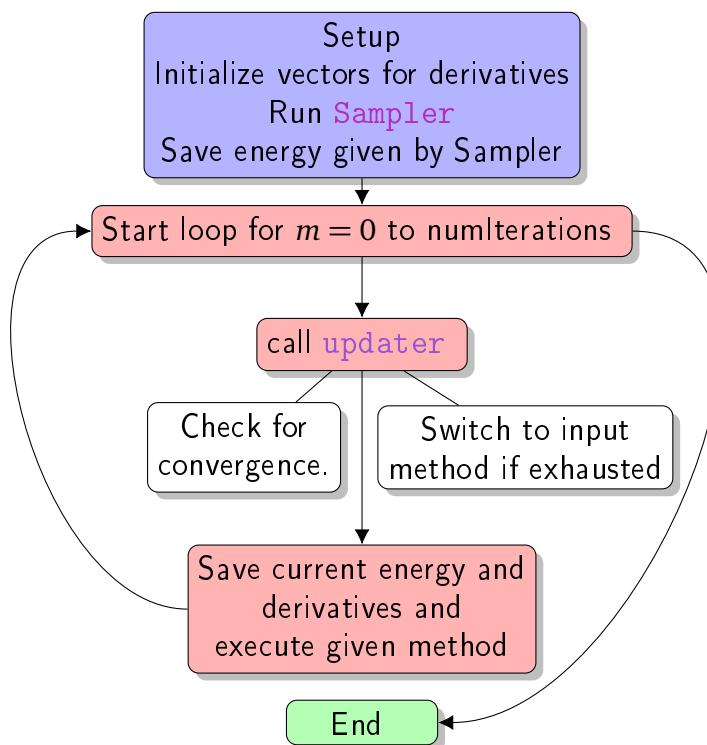 Setup
Initialize vectors for derivatives
Run Sampler
Save energy given by Sampler
Start loop for m = 0 to numIterations
call updater
Check for
convergence.
Switch to input
method if exhausted
Save current energy and
derivatives and
execute given method
End